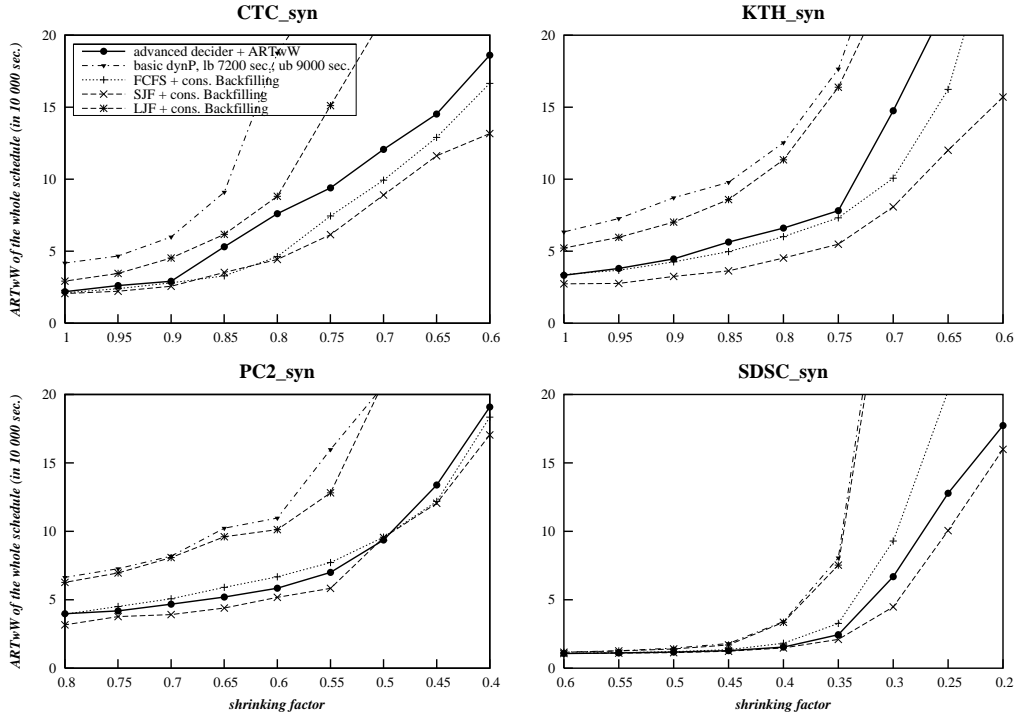 CTC_syn
ARTwW of the whole schedule (in 10 000 sec.)
20
15
10
5
0
advanced decider + ARTwW
basic dynP, lb 7200 sec., ub 9000 sec.
FCFS + cons. Backfilling
SJF + cons. Backfilling
LJF + cons. Backfilling
1 0.95 0.9 0.85 0.8 0.75 0.7 0.65 0.6
KTH_syn
20
15
10
5
0
1 0.95 0.9 0.85 0.8 0.75 0.7 0.65 0.6
PC2_syn
ARTwW of the whole schedule (in 10 000 sec.)
20
15
10
5
0
0.8 0.75 0.7 0.65 0.6 0.55 0.5 0.45 0.4
shrinking factor
SDSC_syn
20
15
10
5
0
0.6 0.55 0.5 0.45 0.4 0.35 0.3 0.25 0.2
shrinking factor